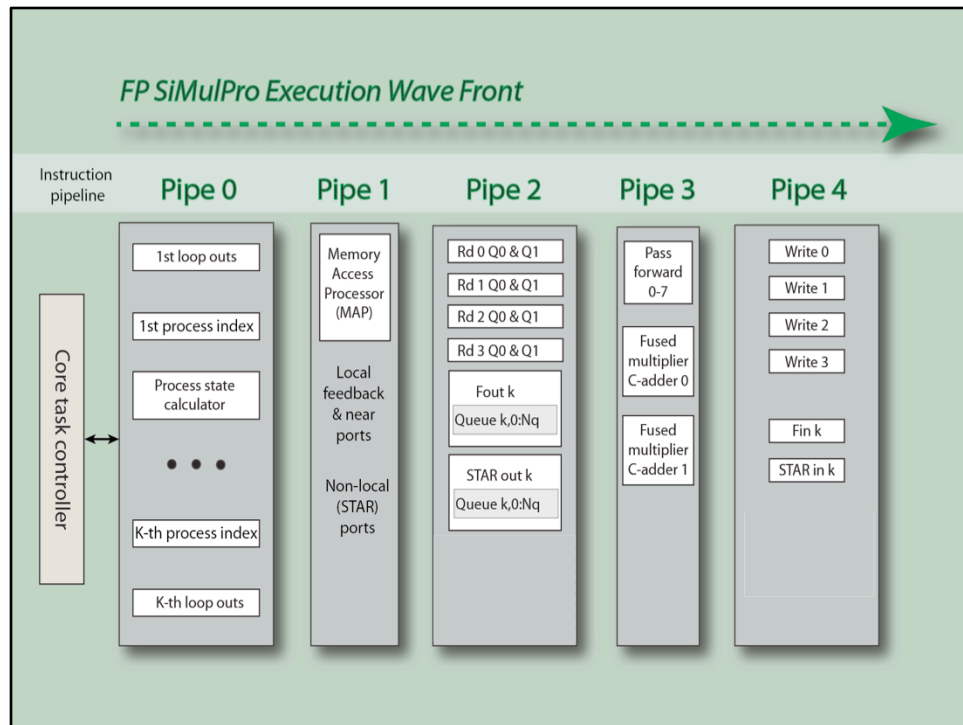 FP SiMulPro Execution Wave Front
Instruction
pipeline
Pipe 0
Pipe 1
Pipe 2
Pipe 3
Pipe 4
Core task controller
1st loop outs
1st process index
Process state
calculator
• • •
K-th process index
K-th loop outs
Memory
Access
Processor
(MAP)
Local
feedback
& near
ports
Non-local
(STAR)
ports
Rd 0 Q0 & Q1
Rd 1 Q0 & Q1
Rd 2 Q0 & Q1
Rd 3 Q0 & Q1
Fout k
Queue k,0:Nq
STAR out k
Queue k,0:Nq
Pass
forward
0-7
Fused
multiplier
C-adder 0
Fused
multiplier
C-adder 1
Write 0
Write 1
Write 2
Write 3
Fin k
STAR in k